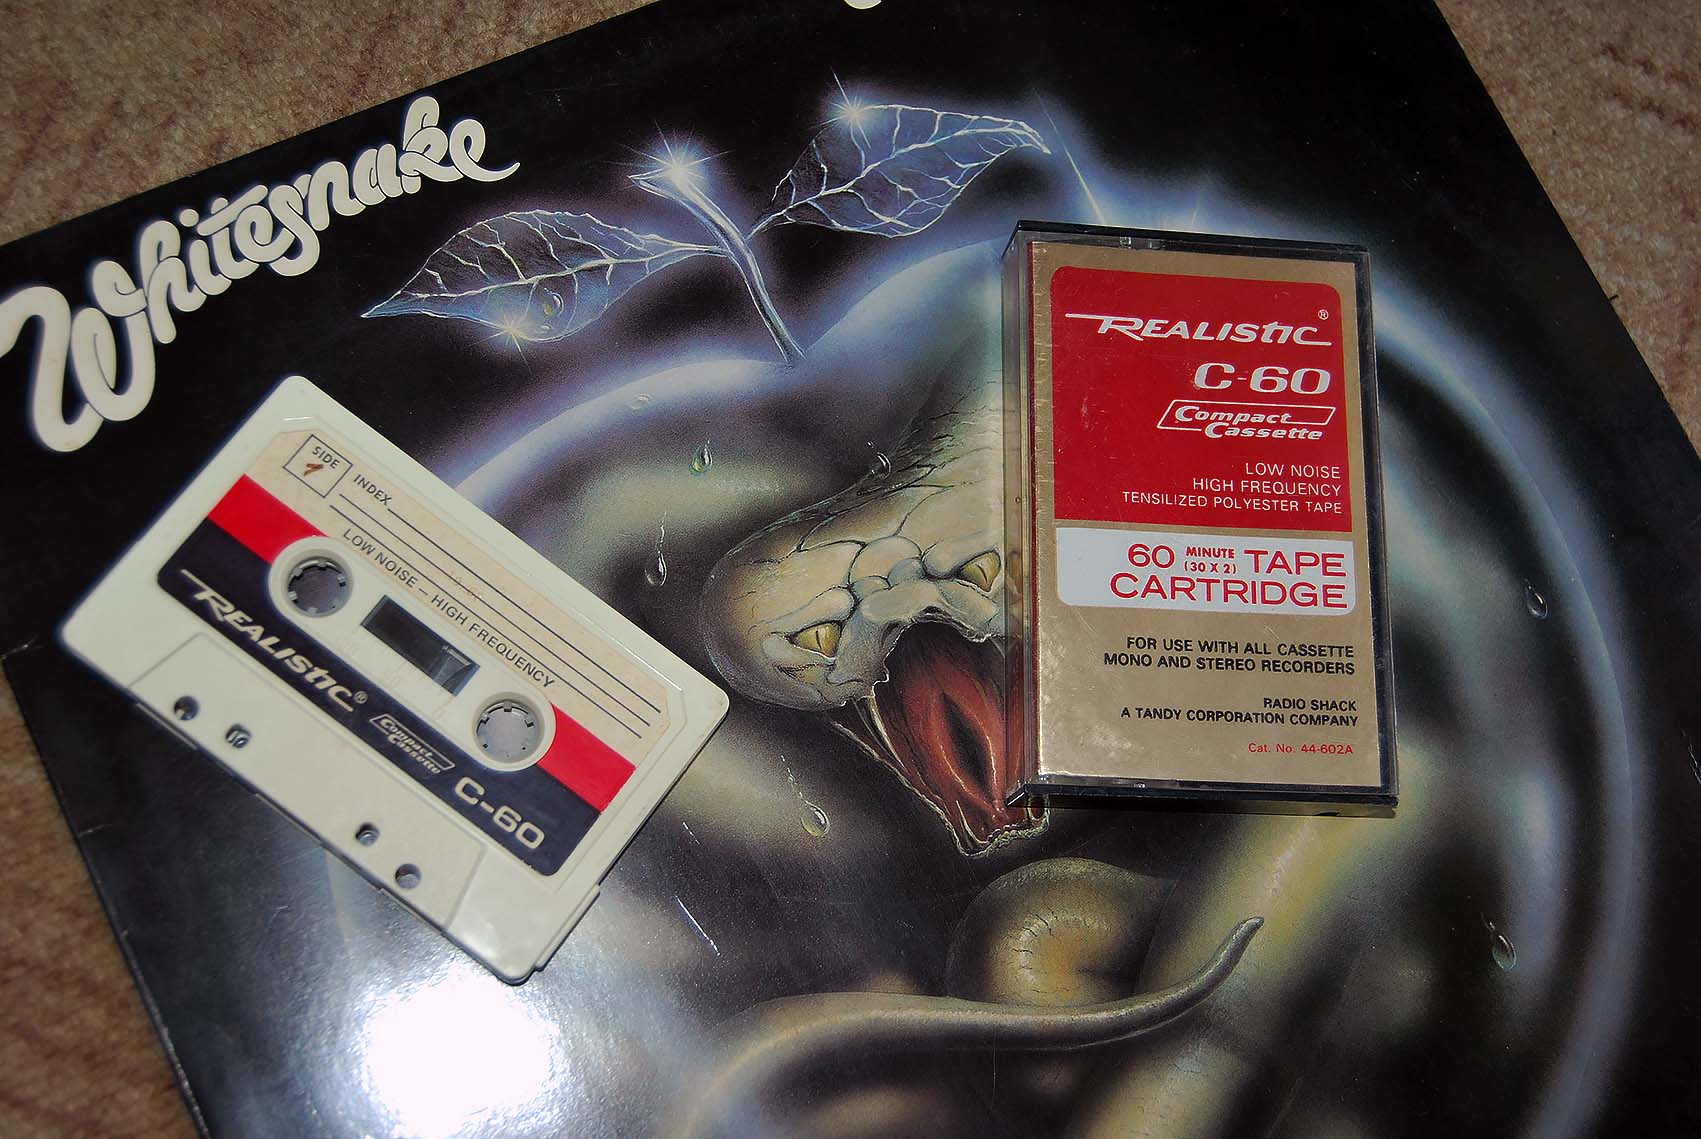 Whitesnake
SIDE
1
INDEX
LOW NOISE – HIGH FREQUENCY
REALISTIC®
Compact
Cassette
C-60
REALISTIC®
C-60
Compact
Cassette
LOW NOISE
HIGH FREQUENCY
TENSILIZED POLYESTER TAPE
60 MINUTE (30 X 2) TAPE
CARTRIDGE
FOR USE WITH ALL CASSETTE
MONO AND STEREO RECORDERS
RADIO SHACK
A TANDY CORPORATION COMPANY
Cat. No. 44-602A